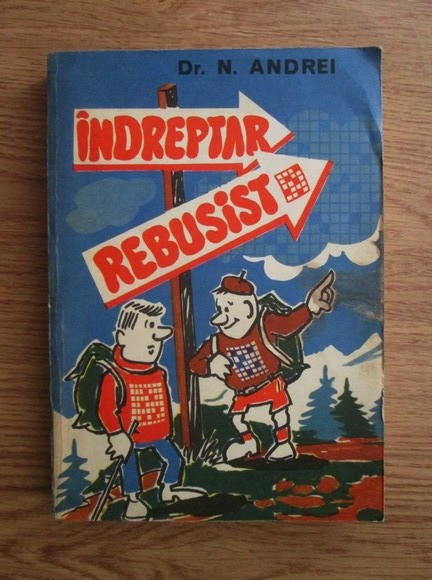 Dr. N. ANDREI
ÎNDREPTAR
REBUSIST